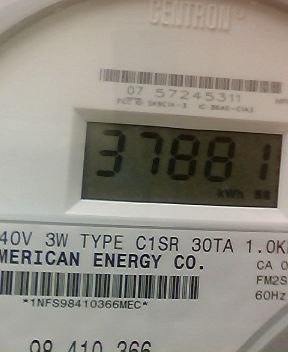 CENTRON®
07 57245311
37881
kWh
40V 3W TYPE C1SR 30TA 1.0K
MERICAN ENERGY CO.
CA 0
FM2S
60Hz
*1NFS98410366MEC*
98 410 366